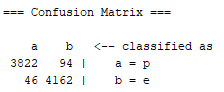 === Confusion Matrix ===
a b <-- classified as
3822 94 | a = p
46 4162 | b = e